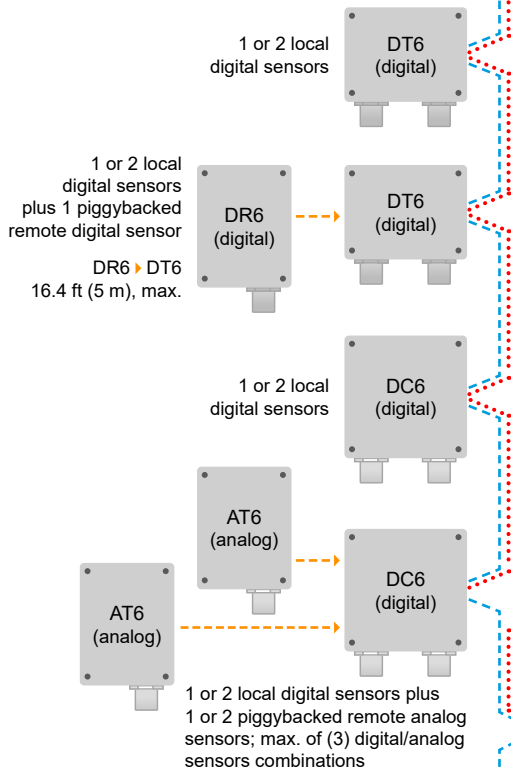 1 or 2 local
digital sensors
DT6
(digital)
1 or 2 local
digital sensors
plus 1 piggybacked
remote digital sensor
DR6 ▸ DT6
16.4 ft (5 m), max.
DR6
(digital)
DT6
(digital)
1 or 2 local
digital sensors
DC6
(digital)
AT6
(analog)
DC6
(digital)
AT6
(analog)
1 or 2 local digital sensors plus
1 or 2 piggybacked remote analog
sensors; max. of (3) digital/analog
sensors combinations